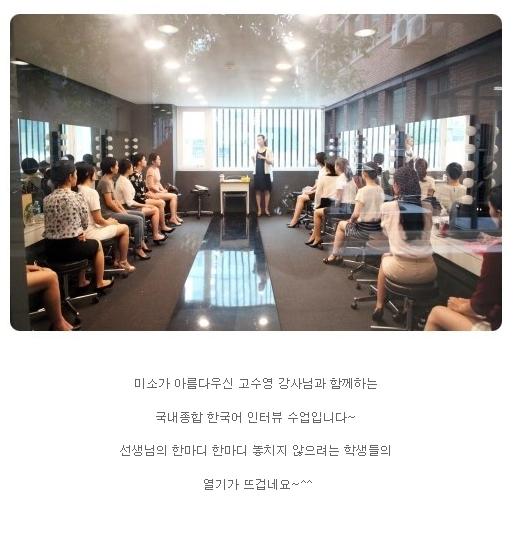 미소가 아름다우신 고수영 강사님과 함께하는
국내종합 한국어 인터뷰 수업입니다~
선생님의 한마디 한마디 놓치지 않으려는 학생들의
열기가 뜨겁네요~^^